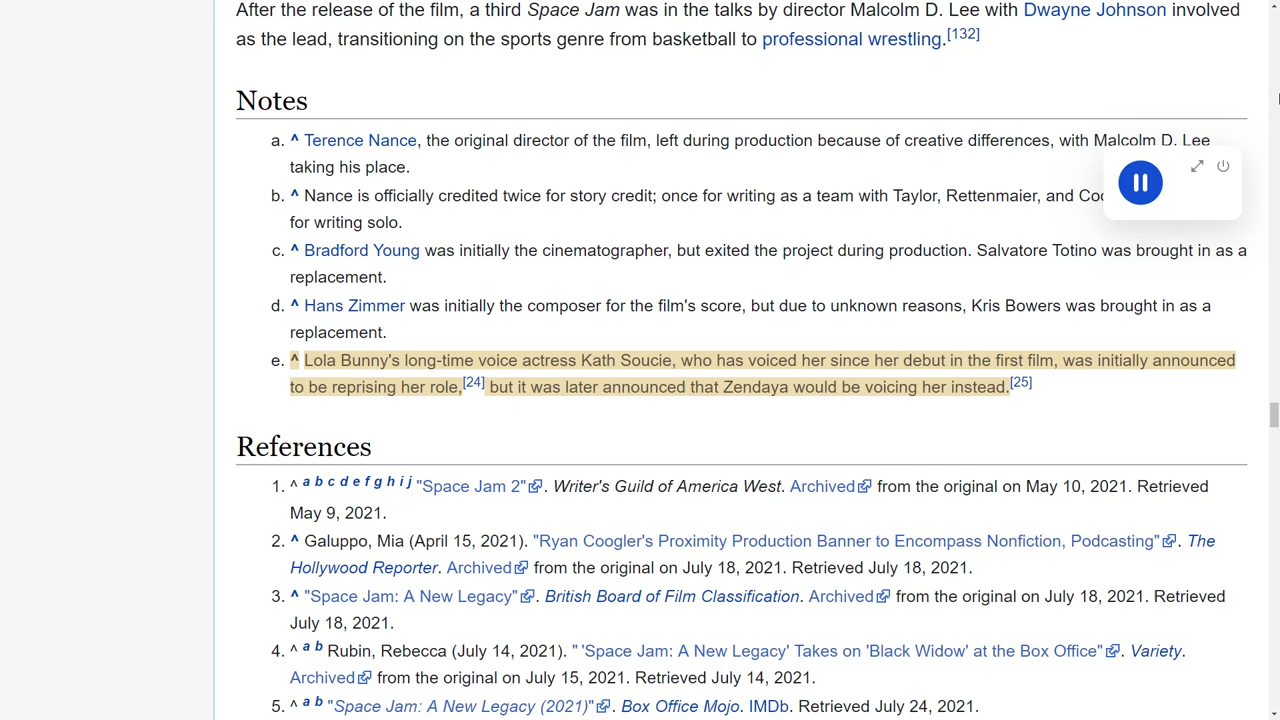 After the release of the film, a third Space Jam was in the talks by director Malcolm D. Lee with Dwayne Johnson involved
as the lead, transitioning on the sports genre from basketball to professional wrestling.[132]
Notes
a. ^ Terence Nance, the original director of the film, left during production because of creative differences, with Malcolm D. Lee
taking his place.
b. ^ Nance is officially credited twice for story credit; once for writing as a team with Taylor, Rettenmaier, and
for writing solo.
c. ^ Bradford Young was initially the cinematographer, but exited the project during production. Salvatore Totino was brought in as a
replacement.
d. ^ Hans Zimmer was initially the composer for the film's score, but due to unknown reasons, Kris Bowers was brought in as a
replacement.
e. ^ Lola Bunny's long-time voice actress Kath Soucie, who has voiced her since her debut in the first film, was initially announced
to be reprising her role,[24] but it was later announced that Zendaya would be voicing her instead.[25]
References
1. ^ a b c d e f g h i j "Space Jam 2". Writer's Guild of America West. Archived from the original on May 10, 2021. Retrieved
May 9, 2021.
2. ^ Galuppo, Mia (April 15, 2021). "Ryan Coogler's Proximity Production Banner to Encompass Nonfiction, Podcasting". The
Hollywood Reporter. Archived from the original on July 18, 2021. Retrieved July 18, 2021.
3. ^ "Space Jam: A New Legacy". British Board of Film Classification. Archived from the original on July 18, 2021. Retrieved
July 18, 2021.
4. ^ a b Rubin, Rebecca (July 14, 2021). "'Space Jam: A New Legacy' Takes on 'Black Widow' at the Box Office". Variety.
Archived from the original on July 15, 2021. Retrieved July 14, 2021.
5. ^ a b "Space Jam: A New Legacy (2021)". Box Office Mojo. IMDb. Retrieved July 24, 2021.